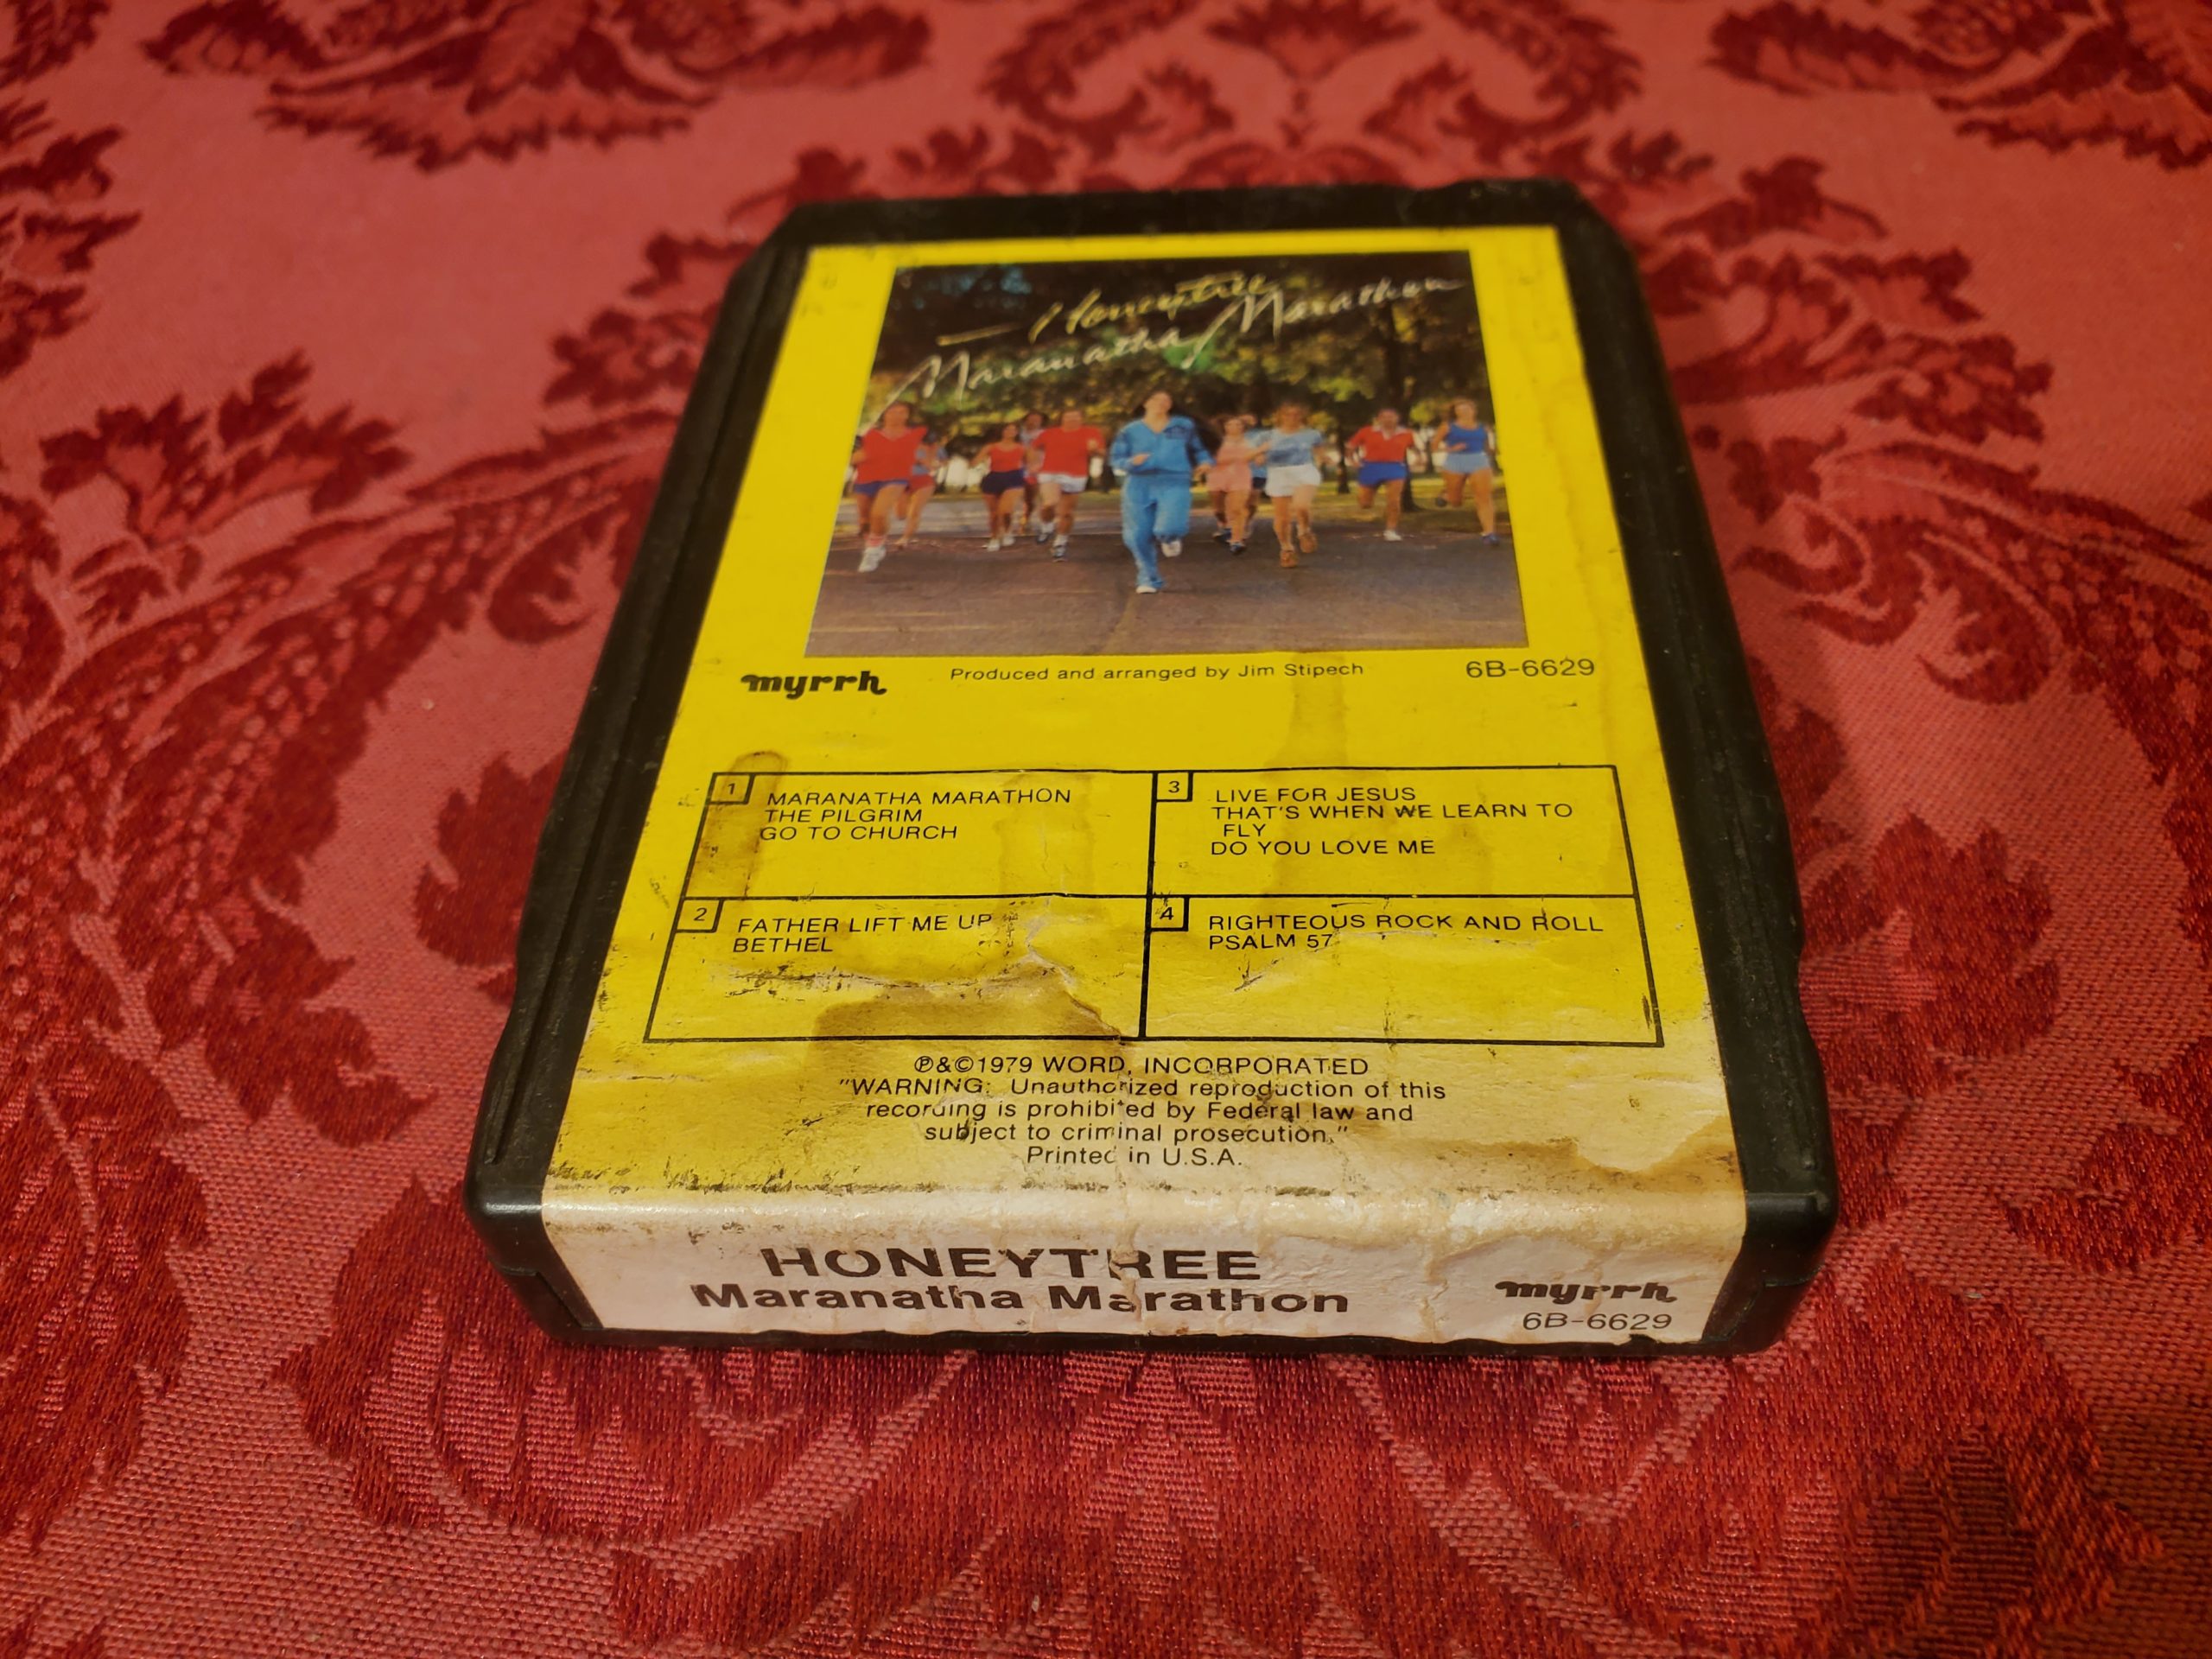 Honeytree
Maranatha Marathon
myrrh
Produced and arranged by Jim Stipech
6B-6629
1
MARANATHA MARATHON
THE PILGRIM
GO TO CHURCH
2
FATHER LIFT ME UP
BETHEL
3
LIVE FOR JESUS
THAT'S WHEN WE LEARN TO
FLY
DO YOU LOVE ME
4
RIGHTEOUS ROCK AND ROLL
PSALM 57
℗&©1979 WORD, INCORPORATED
"WARNING: Unauthorized reproduction of this
recording is prohibited by Federal law and
subject to criminal prosecution."
Printed in U.S.A.
HONEYTREE
Maranatha Marathon
myrrh
6B-6629